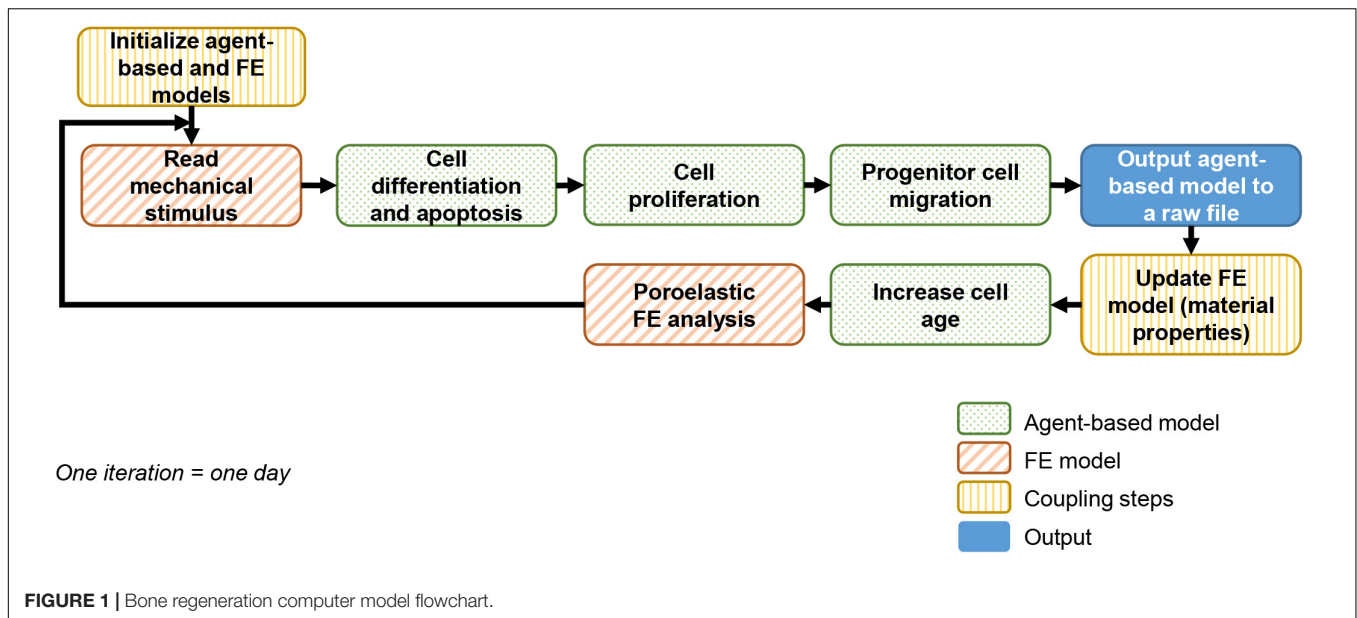 Initialize agent-
based and FE
models
Read
mechanical
stimulus
Cell
differentiation
and apoptosis
Cell
proliferation
Progenitor cell
migration
Output agent-
based model to
a raw file
Update FE
model (material
properties)
Increase cell
age
Poroelastic
FE analysis
One iteration = one day
Agent-based model
FE model
Coupling steps
Output
FIGURE 1 | Bone regeneration computer model flowchart.